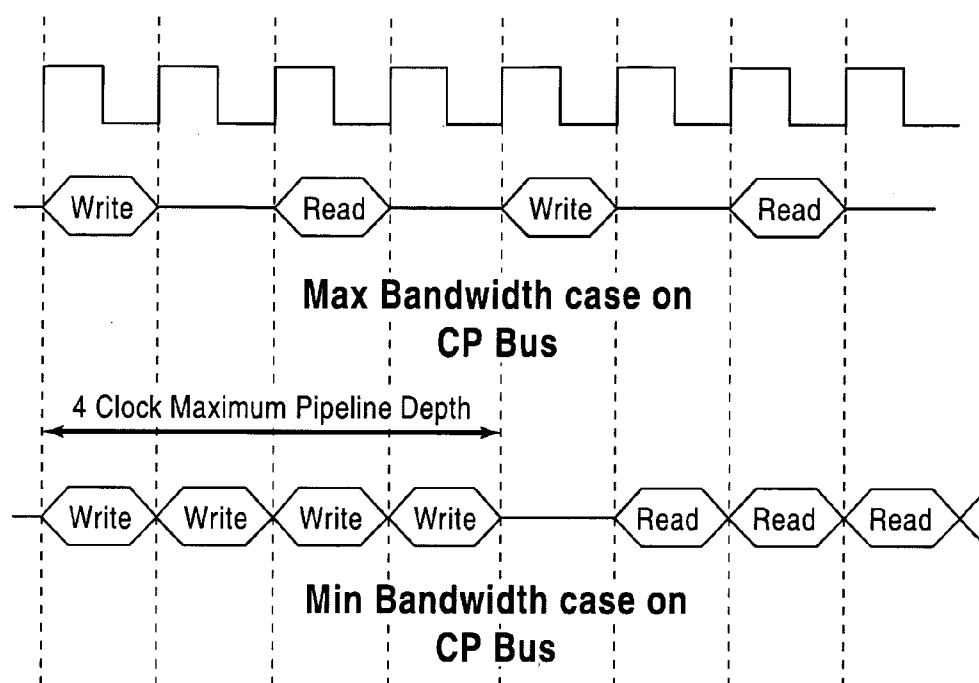 Write Read Write Read
Max Bandwidth case on
CP Bus
4 Clock Maximum Pipeline Depth
Write Write Write Write Read Read Read
Min Bandwidth case on
CP Bus